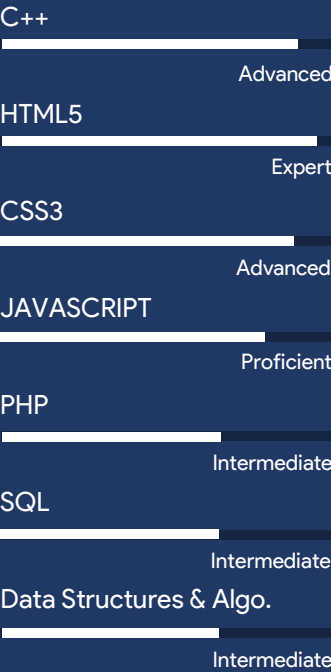 C++
Advanced
HTML5
Expert
CSS3
Advanced
JAVASCRIPT
Proficient
PHP
Intermediate
SQL
Intermediate
Data Structures & Algo.
Intermediate